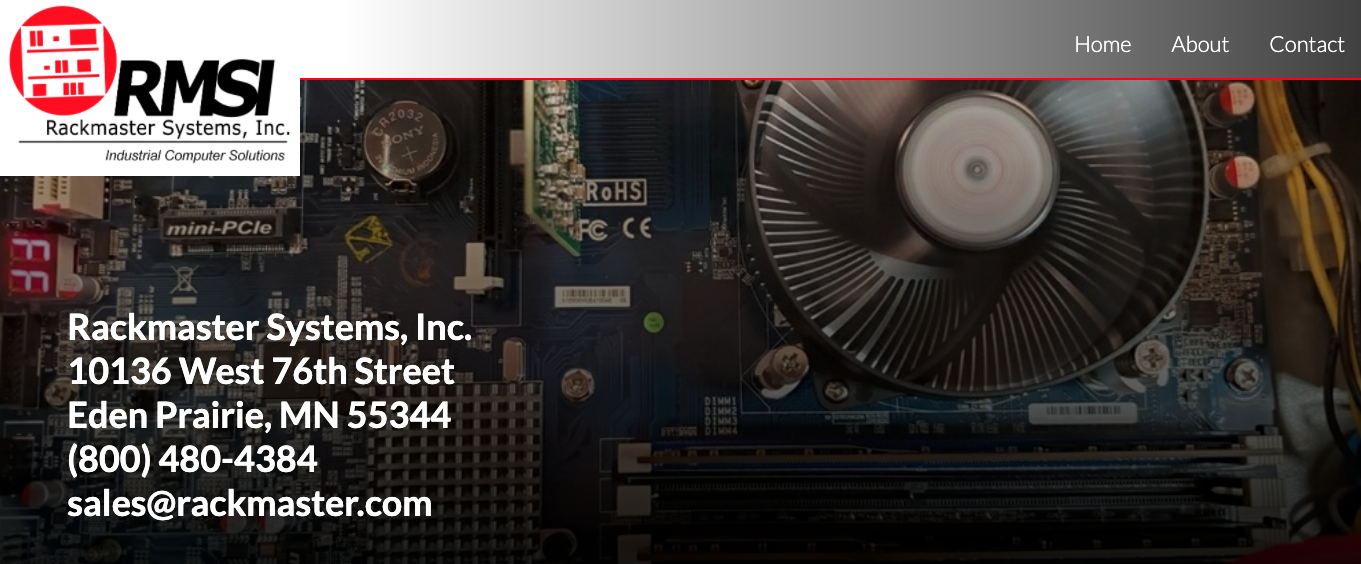 Home About Contact
RMSI
Rackmaster Systems, Inc.
Industrial Computer Solutions
CR2032
SONY
INDONESIA
RoHS
FC CE
mini-PCIe
33
Rackmaster Systems, Inc.
10136 West 76th Street
Eden Prairie, MN 55344
(800) 480-4384
sales@rackmaster.com
DIMM1
DIMM2
DIMM3
DIMM4